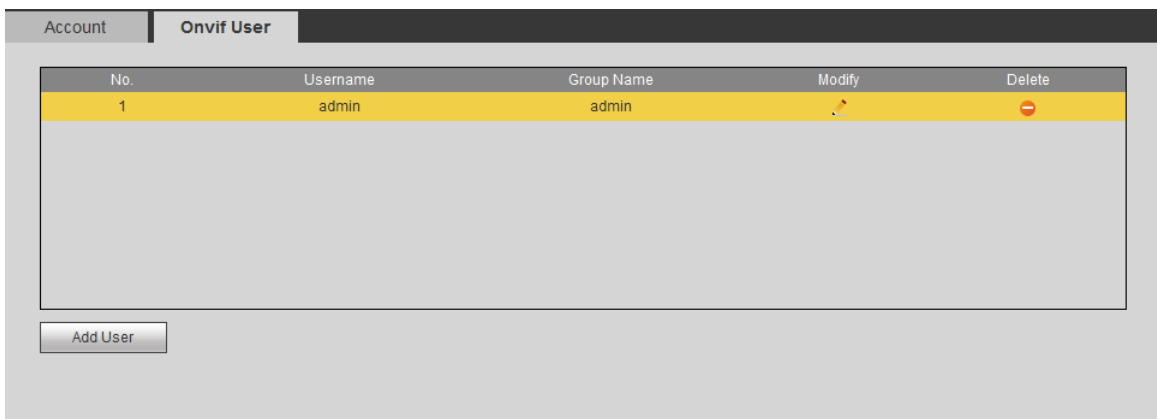 Account Onvif User
No. Username Group Name Modify Delete
1 admin admin
Add User